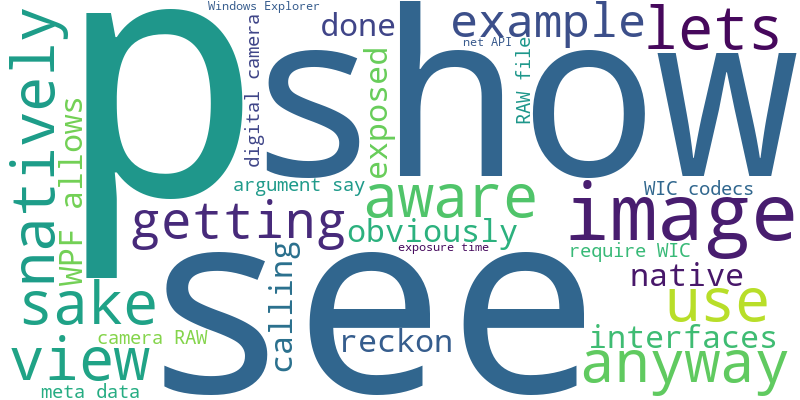 Windows Explorer
p
show
done
example
lets
net API
natively
digital camera
RAW file
exposed
WPF allows
argument say
aware
WIC codecs
image
getting
obviously
see
calling
exposure time
require WIC
native
sake
use
camera RAW
reckon
interfaces
view
anyway
meta data